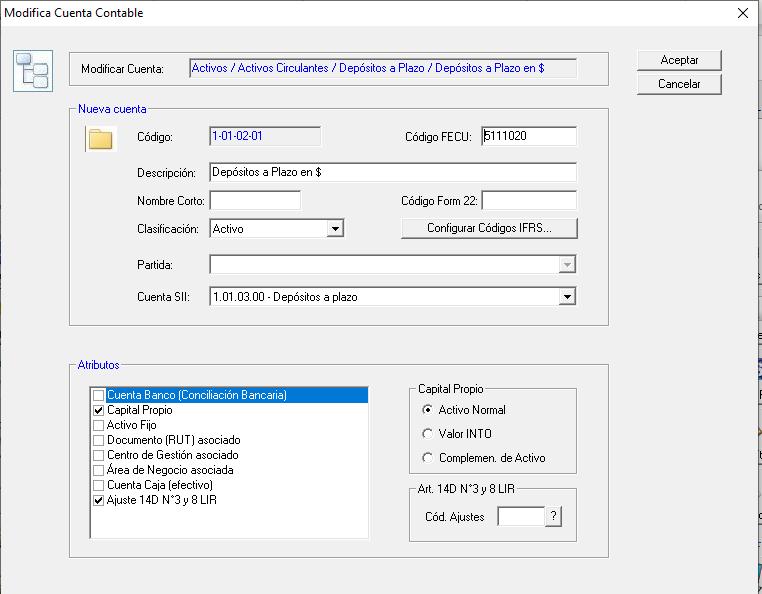 Modifica Cuenta Contable
Modificar Cuenta: Activos / Activos Circulantes / Depósitos a Plazo / Depósitos a Plazo en $
Aceptar
Cancelar
Nueva cuenta
Código: 1-01-02-01 Código FECU: 5111020
Descripción: Depósitos a Plazo en $
Nombre Corto: Código Form 22:
Clasificación: Activo Configurar Códigos IFRS...
Partida:
Cuenta SII: 1.01.03.00 - Depósitos a plazo
Atributos
Cuenta Banco (Conciliación Bancaria)
Capital Propio
Activo Fijo
Documento (RUT) asociado
Centro de Gestión asociado
Área de Negocio asociada
Cuenta Caja (efectivo)
Ajuste 14D N°3 y 8 LIR
Capital Propio
Activo Normal
Valor INTO
Complemen. de Activo
Art. 14D N°3 y 8 LIR
Cód. Ajustes ?